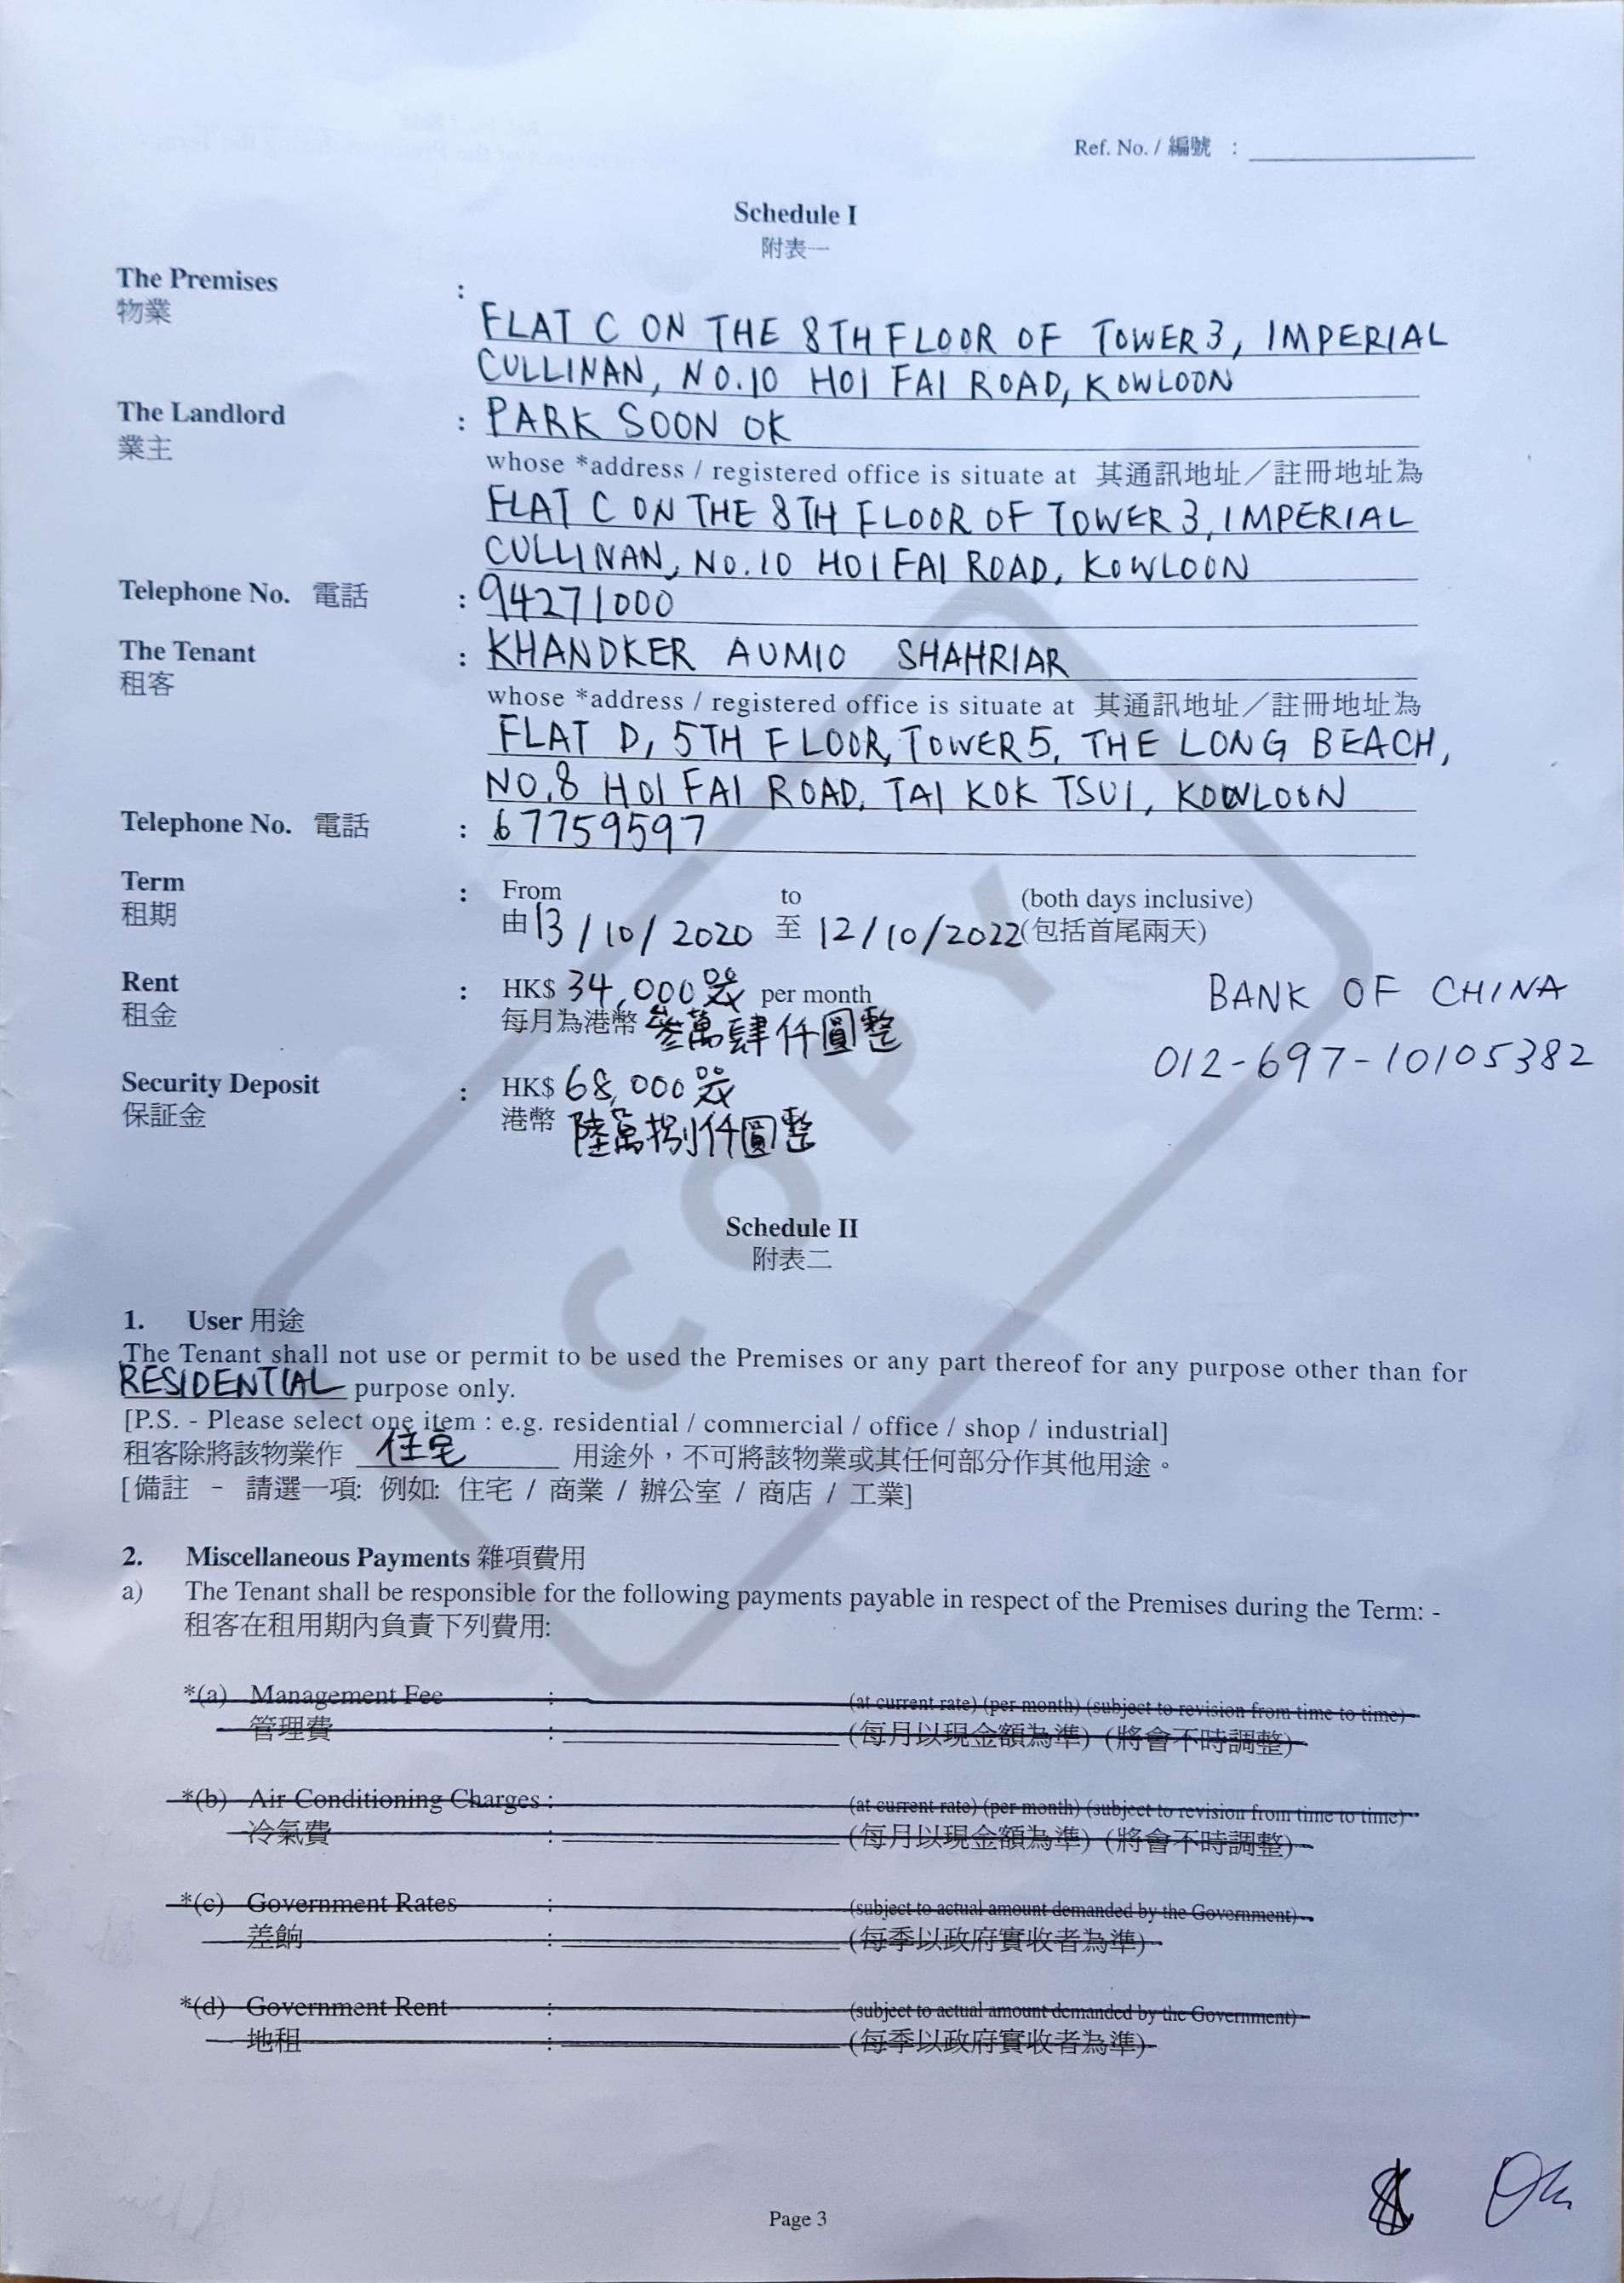 Ref. No. / 編號 :
Schedule I
附表一
The Premises :
物業
FLAT C ON THE 8TH FLOOR OF TOWER 3, IMPERIAL
CULLINAN, NO.10 HOI FAI ROAD, KOWLOON
The Landlord : PARK SOON OK
業主
whose *address / registered office is situate at 其通訊地址／註冊地址為
FLAT C ON THE 8TH FLOOR OF TOWER 3, IMPERIAL
CULLINAN, NO.10 HOI FAI ROAD, KOWLOON
Telephone No. 電話 : 94271000
The Tenant : KHANDKER AUMIO SHAHRIAR
租客
whose *address / registered office is situate at 其通訊地址／註冊地址為
FLAT D, 5TH FLOOR, TOWER 5, THE LONG BEACH,
NO.8 HOI FAI ROAD, TAI KOK TSUI, KOWLOON
Telephone No. 電話 : 67759597
Term : From to (both days inclusive)
租期 由 13/10/2020 至 12/10/2022 (包括首尾兩天)
Rent : HK$ 34,000 per month
租金 每月為港幣 叁萬肆仟圓整
BANK OF CHINA
012-697-10105382
Security Deposit : HK$ 68,000
保証金 港幣 陸萬捌仟圓整
COPY
Schedule II
附表二
1. User 用途
The Tenant shall not use or permit to be used the Premises or any part thereof for any purpose other than for
RESIDENTIAL purpose only.
[P.S. - Please select one item : e.g. residential / commercial / office / shop / industrial]
租客除將該物業作 住宅 用途外，不可將該物業或其任何部分作其他用途。
[備註 - 請選一項: 例如: 住宅 / 商業 / 辦公室 / 商店 / 工業]
2. Miscellaneous Payments 雜項費用
a) The Tenant shall be responsible for the following payments payable in respect of the Premises during the Term: -
租客在租用期內負責下列費用:
*(a) Management Fee : (at current rate) (per month) (subject to revision from time to time)
管理費 : (每月以現金額為準) (將會不時調整)
*(b) Air Conditioning Charges : (at current rate) (per month) (subject to revision from time to time)
冷氣費 : (每月以現金額為準) (將會不時調整)
*(c) Government Rates : (subject to actual amount demanded by the Government)
差餉 : (每季以政府實收者為準)
*(d) Government Rent : (subject to actual amount demanded by the Government)
地租 : (每季以政府實收者為準)
Page 3